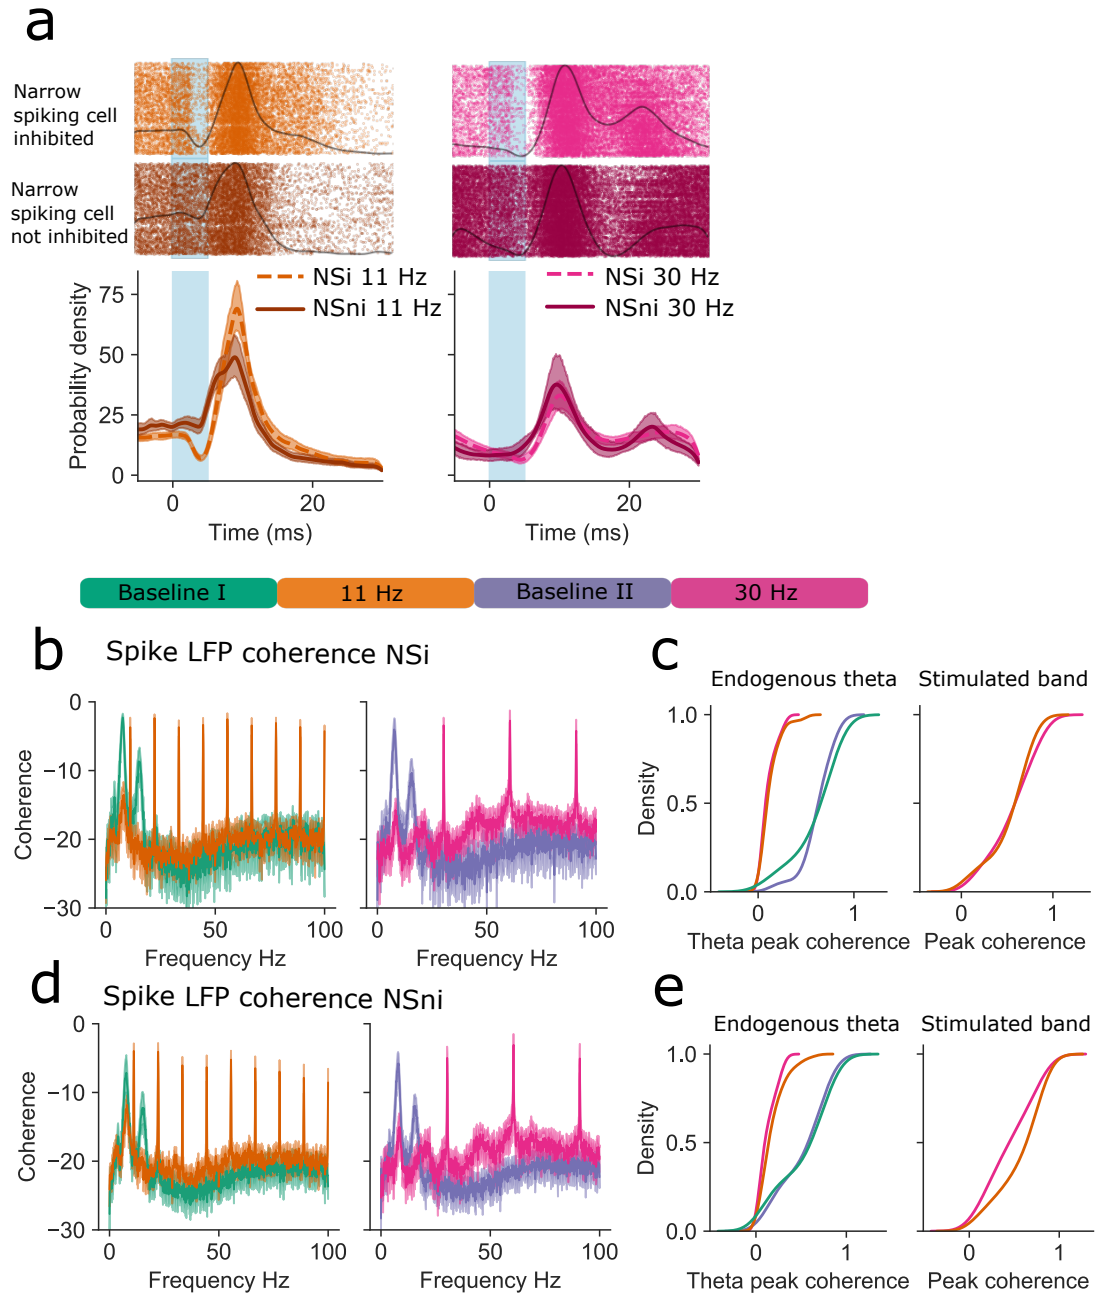 a
Narrow
spiking cell
inhibited
Narrow
spiking cell
not inhibited
NSi 11 Hz
NSni 11 Hz
NSi 30 Hz
NSni 30 Hz
Probability density
75
50
25
0
0
20
Time (ms)
0
20
Time (ms)
Baseline I
11 Hz
Baseline II
30 Hz
b
Spike LFP coherence NSi
Coherence
0
−10
−20
−30
0
50
100
Frequency Hz
0
50
100
Frequency Hz
c
Endogenous theta
Stimulated band
Density
1.0
0.5
0.0
0
1
Theta peak coherence
0
1
Peak coherence
d
Spike LFP coherence NSni
Coherence
0
−10
−20
−30
0
50
100
Frequency Hz
0
50
100
Frequency Hz
e
Endogenous theta
Stimulated band
Density
1.0
0.5
0.0
0
1
Theta peak coherence
0
1
Peak coherence